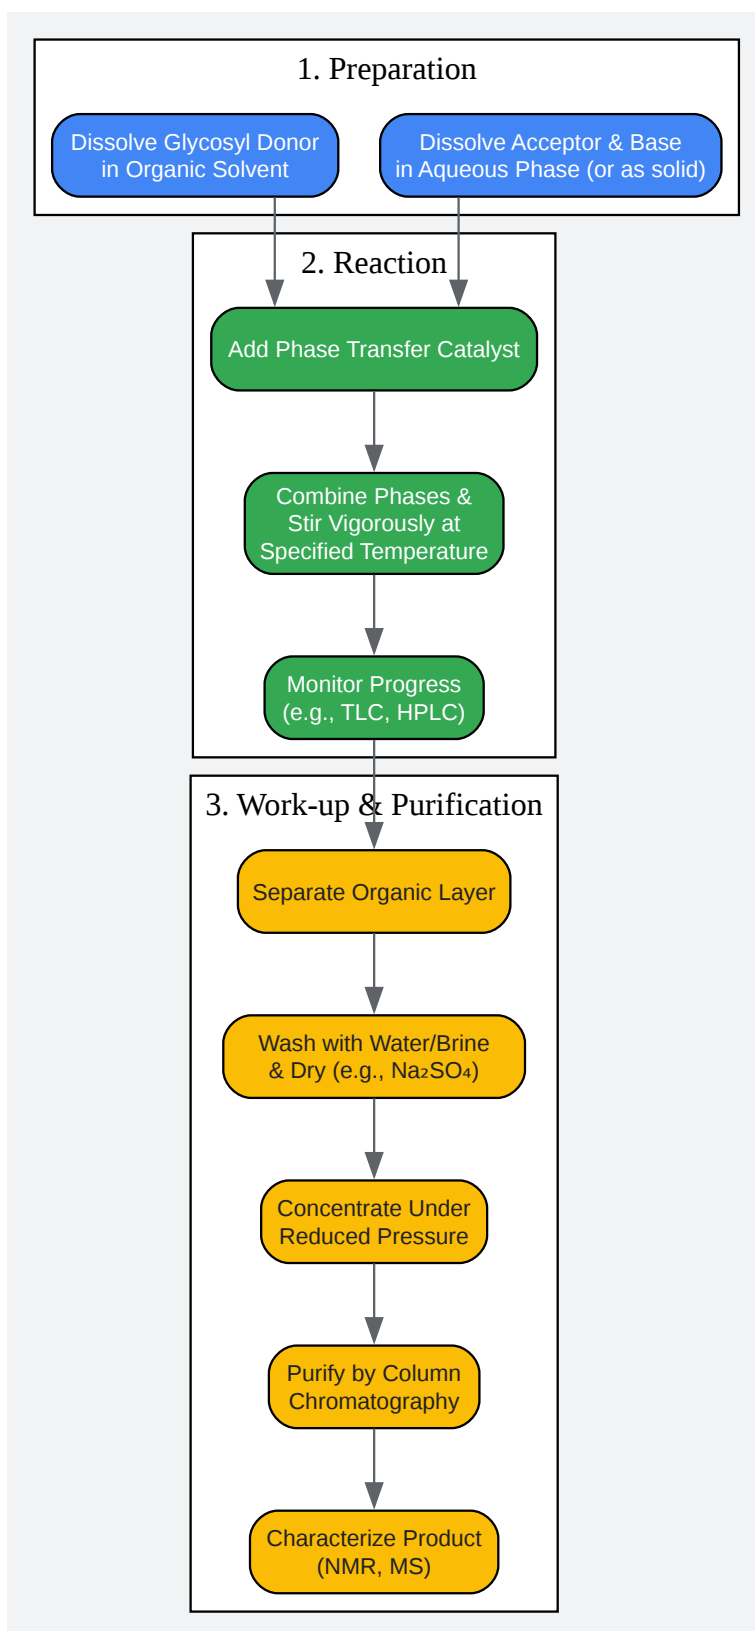 1. Preparation
Dissolve Glycosyl Donor
in Organic Solvent
Dissolve Acceptor & Base
in Aqueous Phase (or as solid)
2. Reaction
Add Phase Transfer Catalyst
Combine Phases &
Stir Vigorously at
Specified Temperature
Monitor Progress
(e.g., TLC, HPLC)
3. Work-up & Purification
Separate Organic Layer
Wash with Water/Brine
& Dry (e.g., Na₂SO₄)
Concentrate Under
Reduced Pressure
Purify by Column
Chromatography
Characterize Product
(NMR, MS)